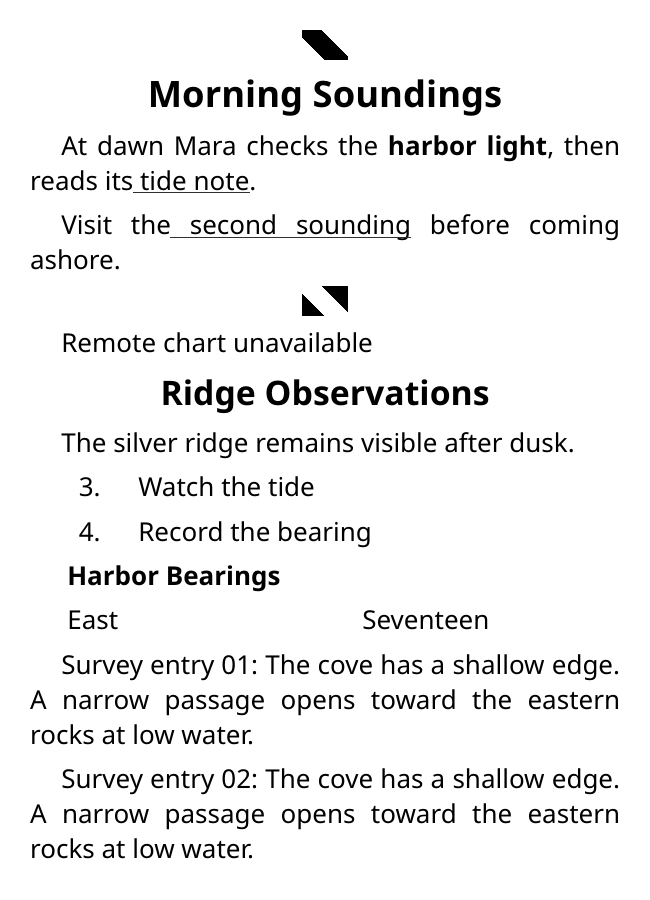 Morning Soundings
At dawn Mara checks the harbor light, then
reads its tide note.
Visit the second sounding before coming
ashore.
Remote chart unavailable
Ridge Observations
The silver ridge remains visible after dusk.
3. Watch the tide
4. Record the bearing
Harbor Bearings
East Seventeen
Survey entry 01: The cove has a shallow edge.
A narrow passage opens toward the eastern
rocks at low water.
Survey entry 02: The cove has a shallow edge.
A narrow passage opens toward the eastern
rocks at low water.